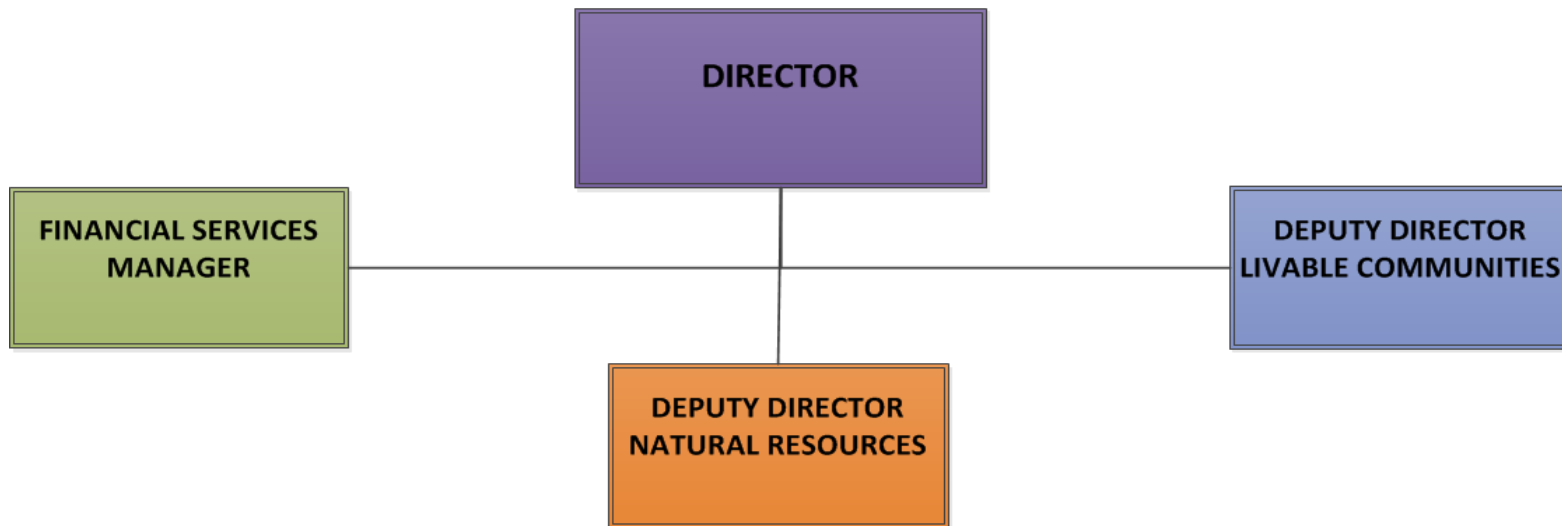 DIRECTOR
FINANCIAL SERVICES
MANAGER
DEPUTY DIRECTOR
LIVABLE COMMUNITIES
DEPUTY DIRECTOR
NATURAL RESOURCES